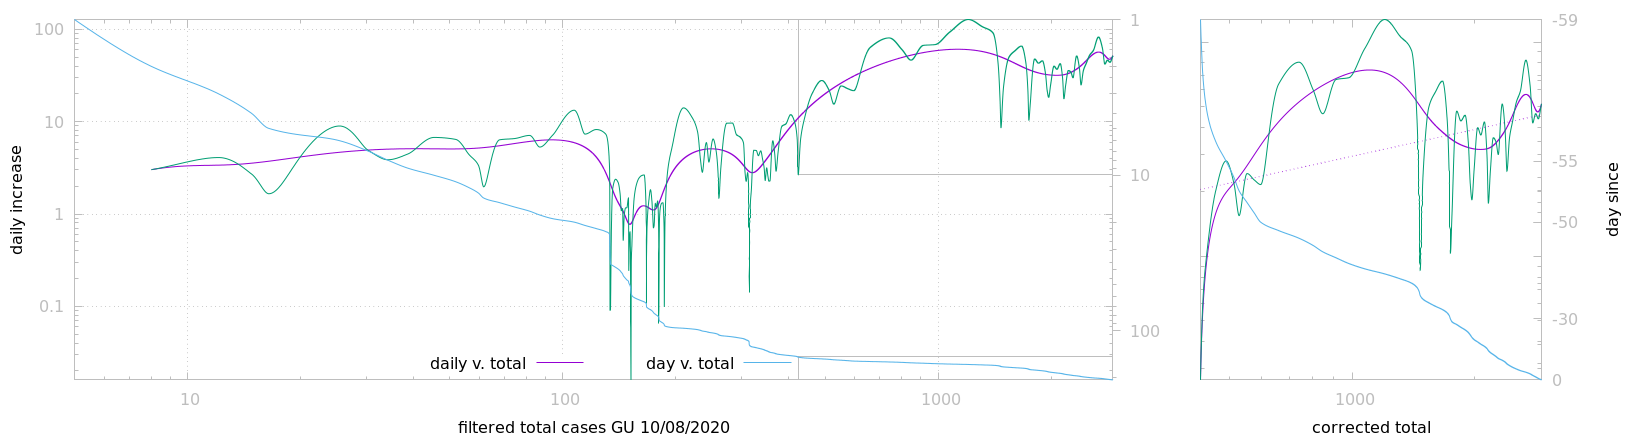 100
10
1
0.1
daily increase
10
100
1000
filtered total cases GU 10/08/2020
daily v. total
day v. total
1
10
100
1000
corrected total
-59
-55
-50
-30
0
day since